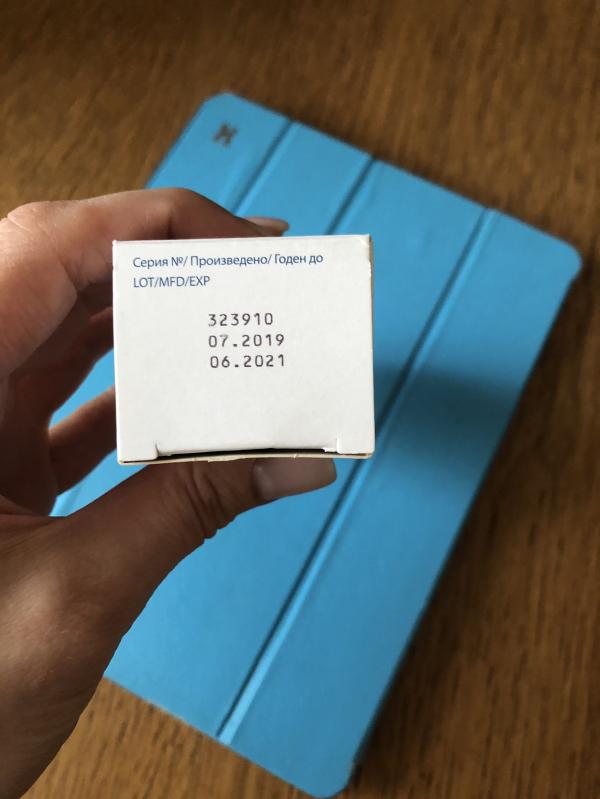 Серия №/ Произведено/ Годен до
LOT/MFD/EXP
323910
07.2019
06.2021